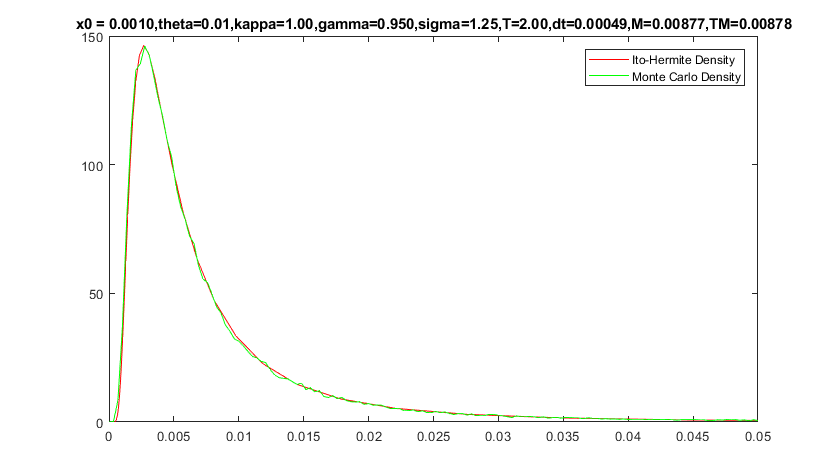 x0 = 0.0010,theta=0.01,kappa=1.00,gamma=0.950,sigma=1.25,T=2.00,dt=0.00049,M=0.00877,TM=0.00878
150
Ito-Hermite Density
Monte Carlo Density
100
50
0
0 0.005 0.01 0.015 0.02 0.025 0.03 0.035 0.04 0.045 0.05